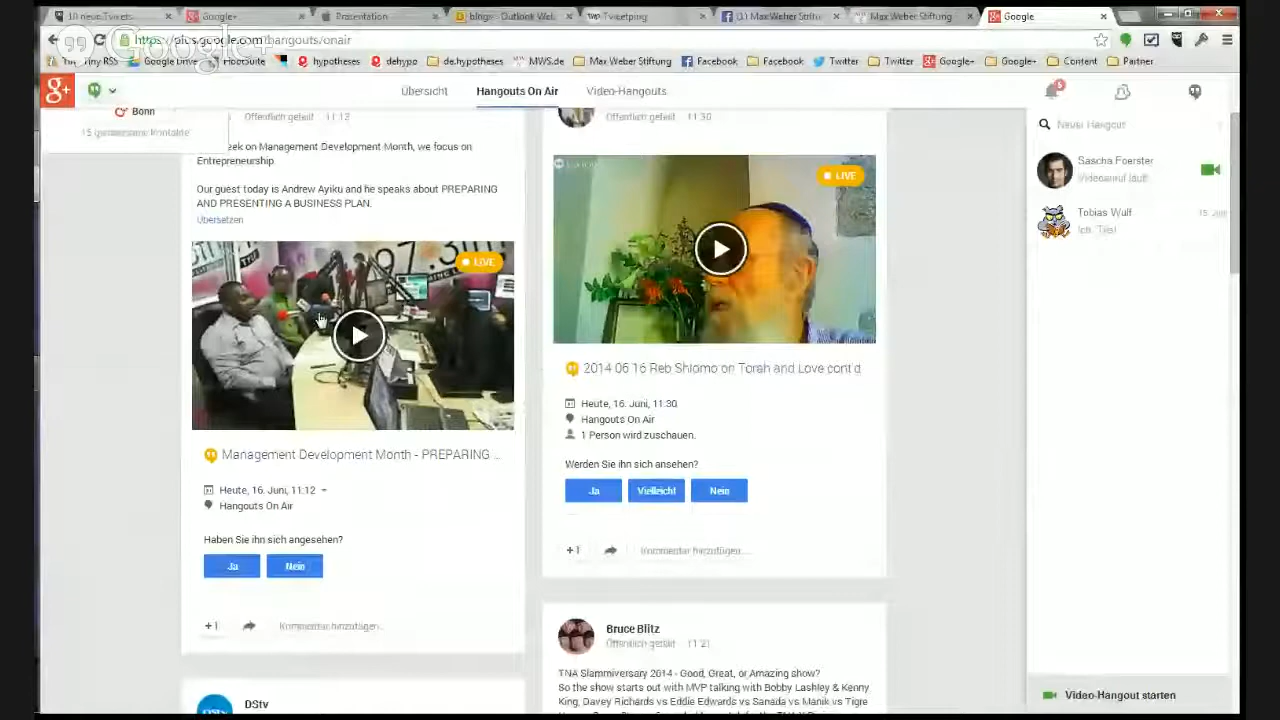 10 neue Tweets
Google+
Präsentation
blogs - Outlook Web
Tweetping
(1) Max Weber Stiftu
Max Weber Stiftung
Google
https://plus.google.com/hangouts/onair
Google+
Tiny RSS
Google Drive
HootSuite
hypotheses
dehypo
de.hypotheses
MWS.de
Max Weber Stiftung
Facebook
Facebook
Twitter
Twitter
Google+
Google+
Content
Partner
g+
Übersicht
Hangouts On Air
Video-Hangouts
5
Bonn
15 gemeinsame Kontakte
Öffentlich geteilt 11:12
eek on Management Development Month, we focus on
Entrepreneurship
Our guest today is Andrew Ayiku and he speaks about PREPARING
AND PRESENTING A BUSINESS PLAN.
Übersetzen
97.3
LIVE
Management Development Month - PREPARING ...
Heute, 16. Juni, 11:12
Hangouts On Air
Haben Sie ihn sich angesehen?
Ja
Nein
+1
Kommentar hinzufügen...
DStv
Öffentlich geteilt 11:30
LIVE
2014 06 16 Reb Shlomo on Torah and Love cont'd
Heute, 16. Juni, 11:30
Hangouts On Air
1 Person wird zuschauen.
Werden Sie ihn sich ansehen?
Ja
Vielleicht
Nein
+1
Kommentar hinzufügen...
Bruce Blitz
Öffentlich geteilt 11:21
TNA Slammiversary 2014 - Good, Great, or Amazing show?
So the show starts out with MVP talking with Bobby Lashley & Kenny
King, Davey Richards vs Eddie Edwards vs Sanada vs Manik vs Tigre
Neuer Hangout
Sascha Foerster
Videoanruf läuft
Tobias Wulf
15. Jun
Video-Hangout starten